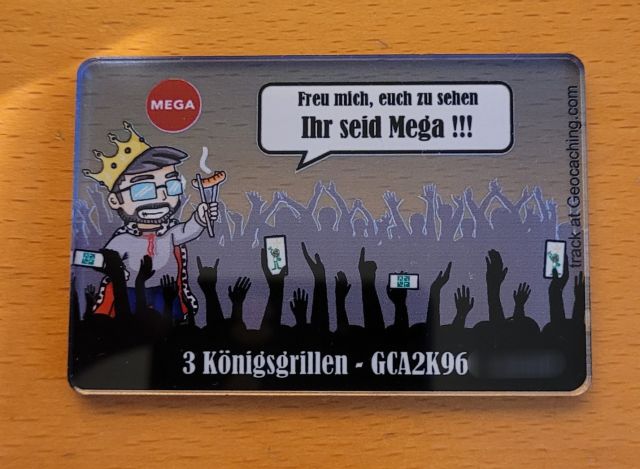 MEGA
Freu mich, euch zu sehen
Ihr seid Mega !!!
track at Geocaching.com
3 Königsgrillen - GCA2K96